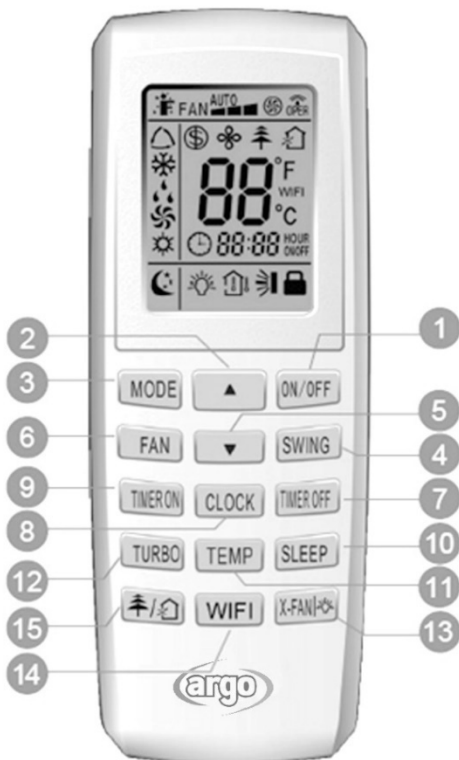 FAN AUTO OPER
°F
88 WIFI
°C
88:88 HOUR
ON/OFF
2
1
3
MODE ▲ ON/OFF
6
5
FAN ▼ SWING
9
4
TIMER ON CLOCK TIMER OFF
7
8
10
TURBO TEMP SLEEP
12
11
15
WIFI X-FAN
13
14
argo